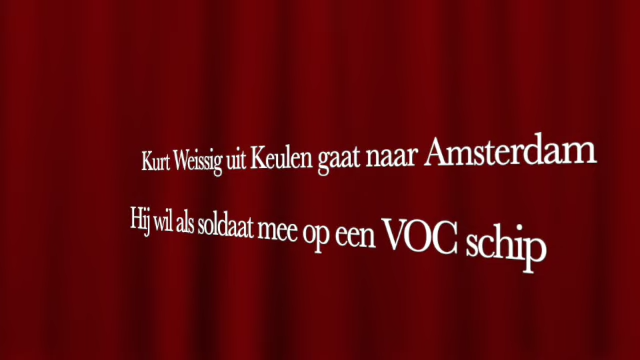 Kurt Weissig uit Keulen gaat naar Amsterdam
Hij wil als soldaat mee op een VOC schip